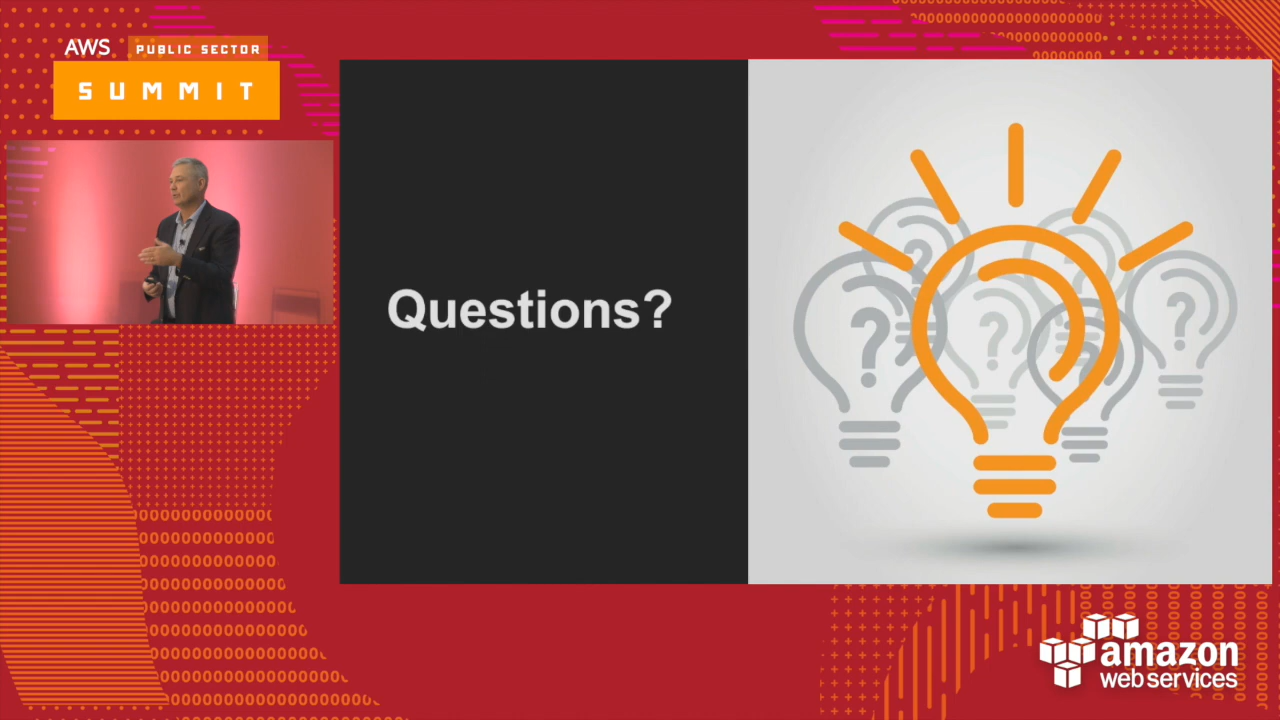 AWS PUBLIC SECTOR
SUMMIT
Questions?
?
?
?
?
?
amazon
web services